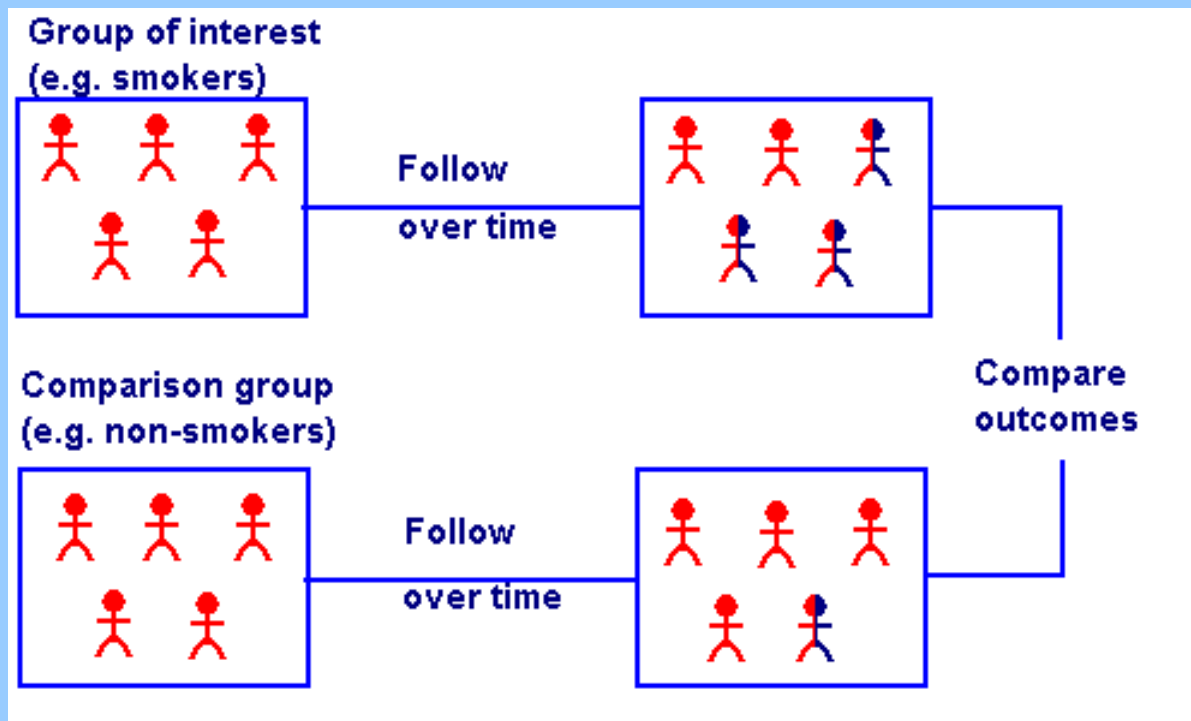 Group of interest
(e.g. smokers)
Follow
over time
Compare
outcomes
Comparison group
(e.g. non-smokers)
Follow
over time